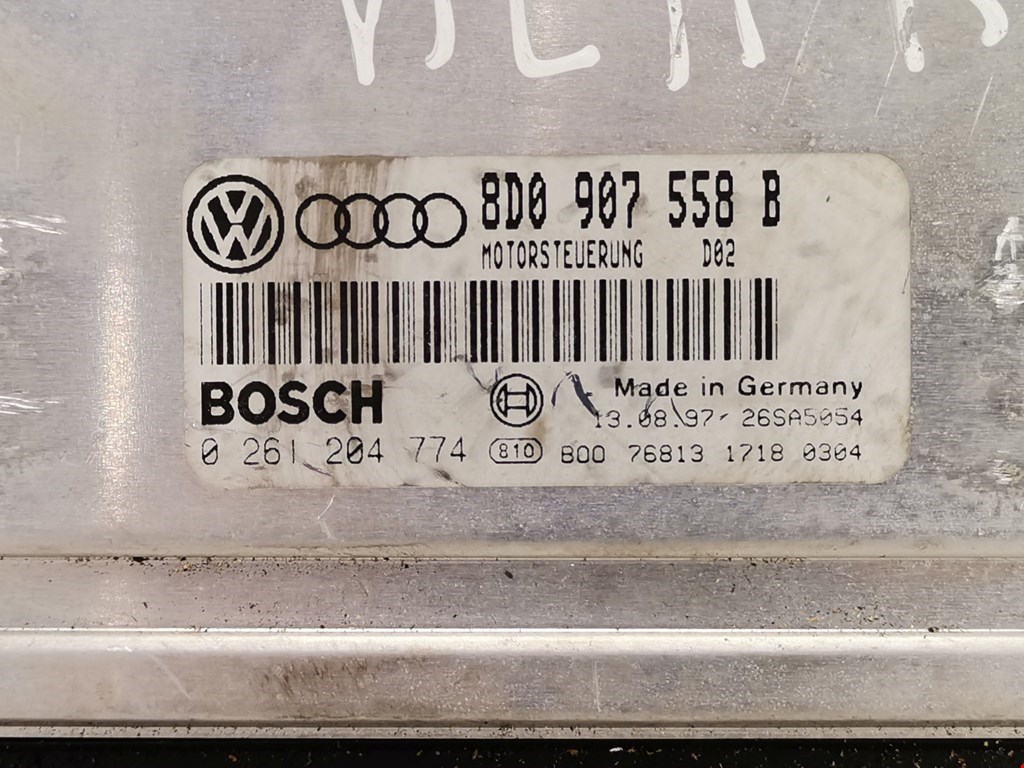 8D0 907 558 B
MOTORSTEUERUNG D02
BOSCH
Made in Germany
13.08.97 26SA5054
0 261 204 774 810 800 76813 1718 0304